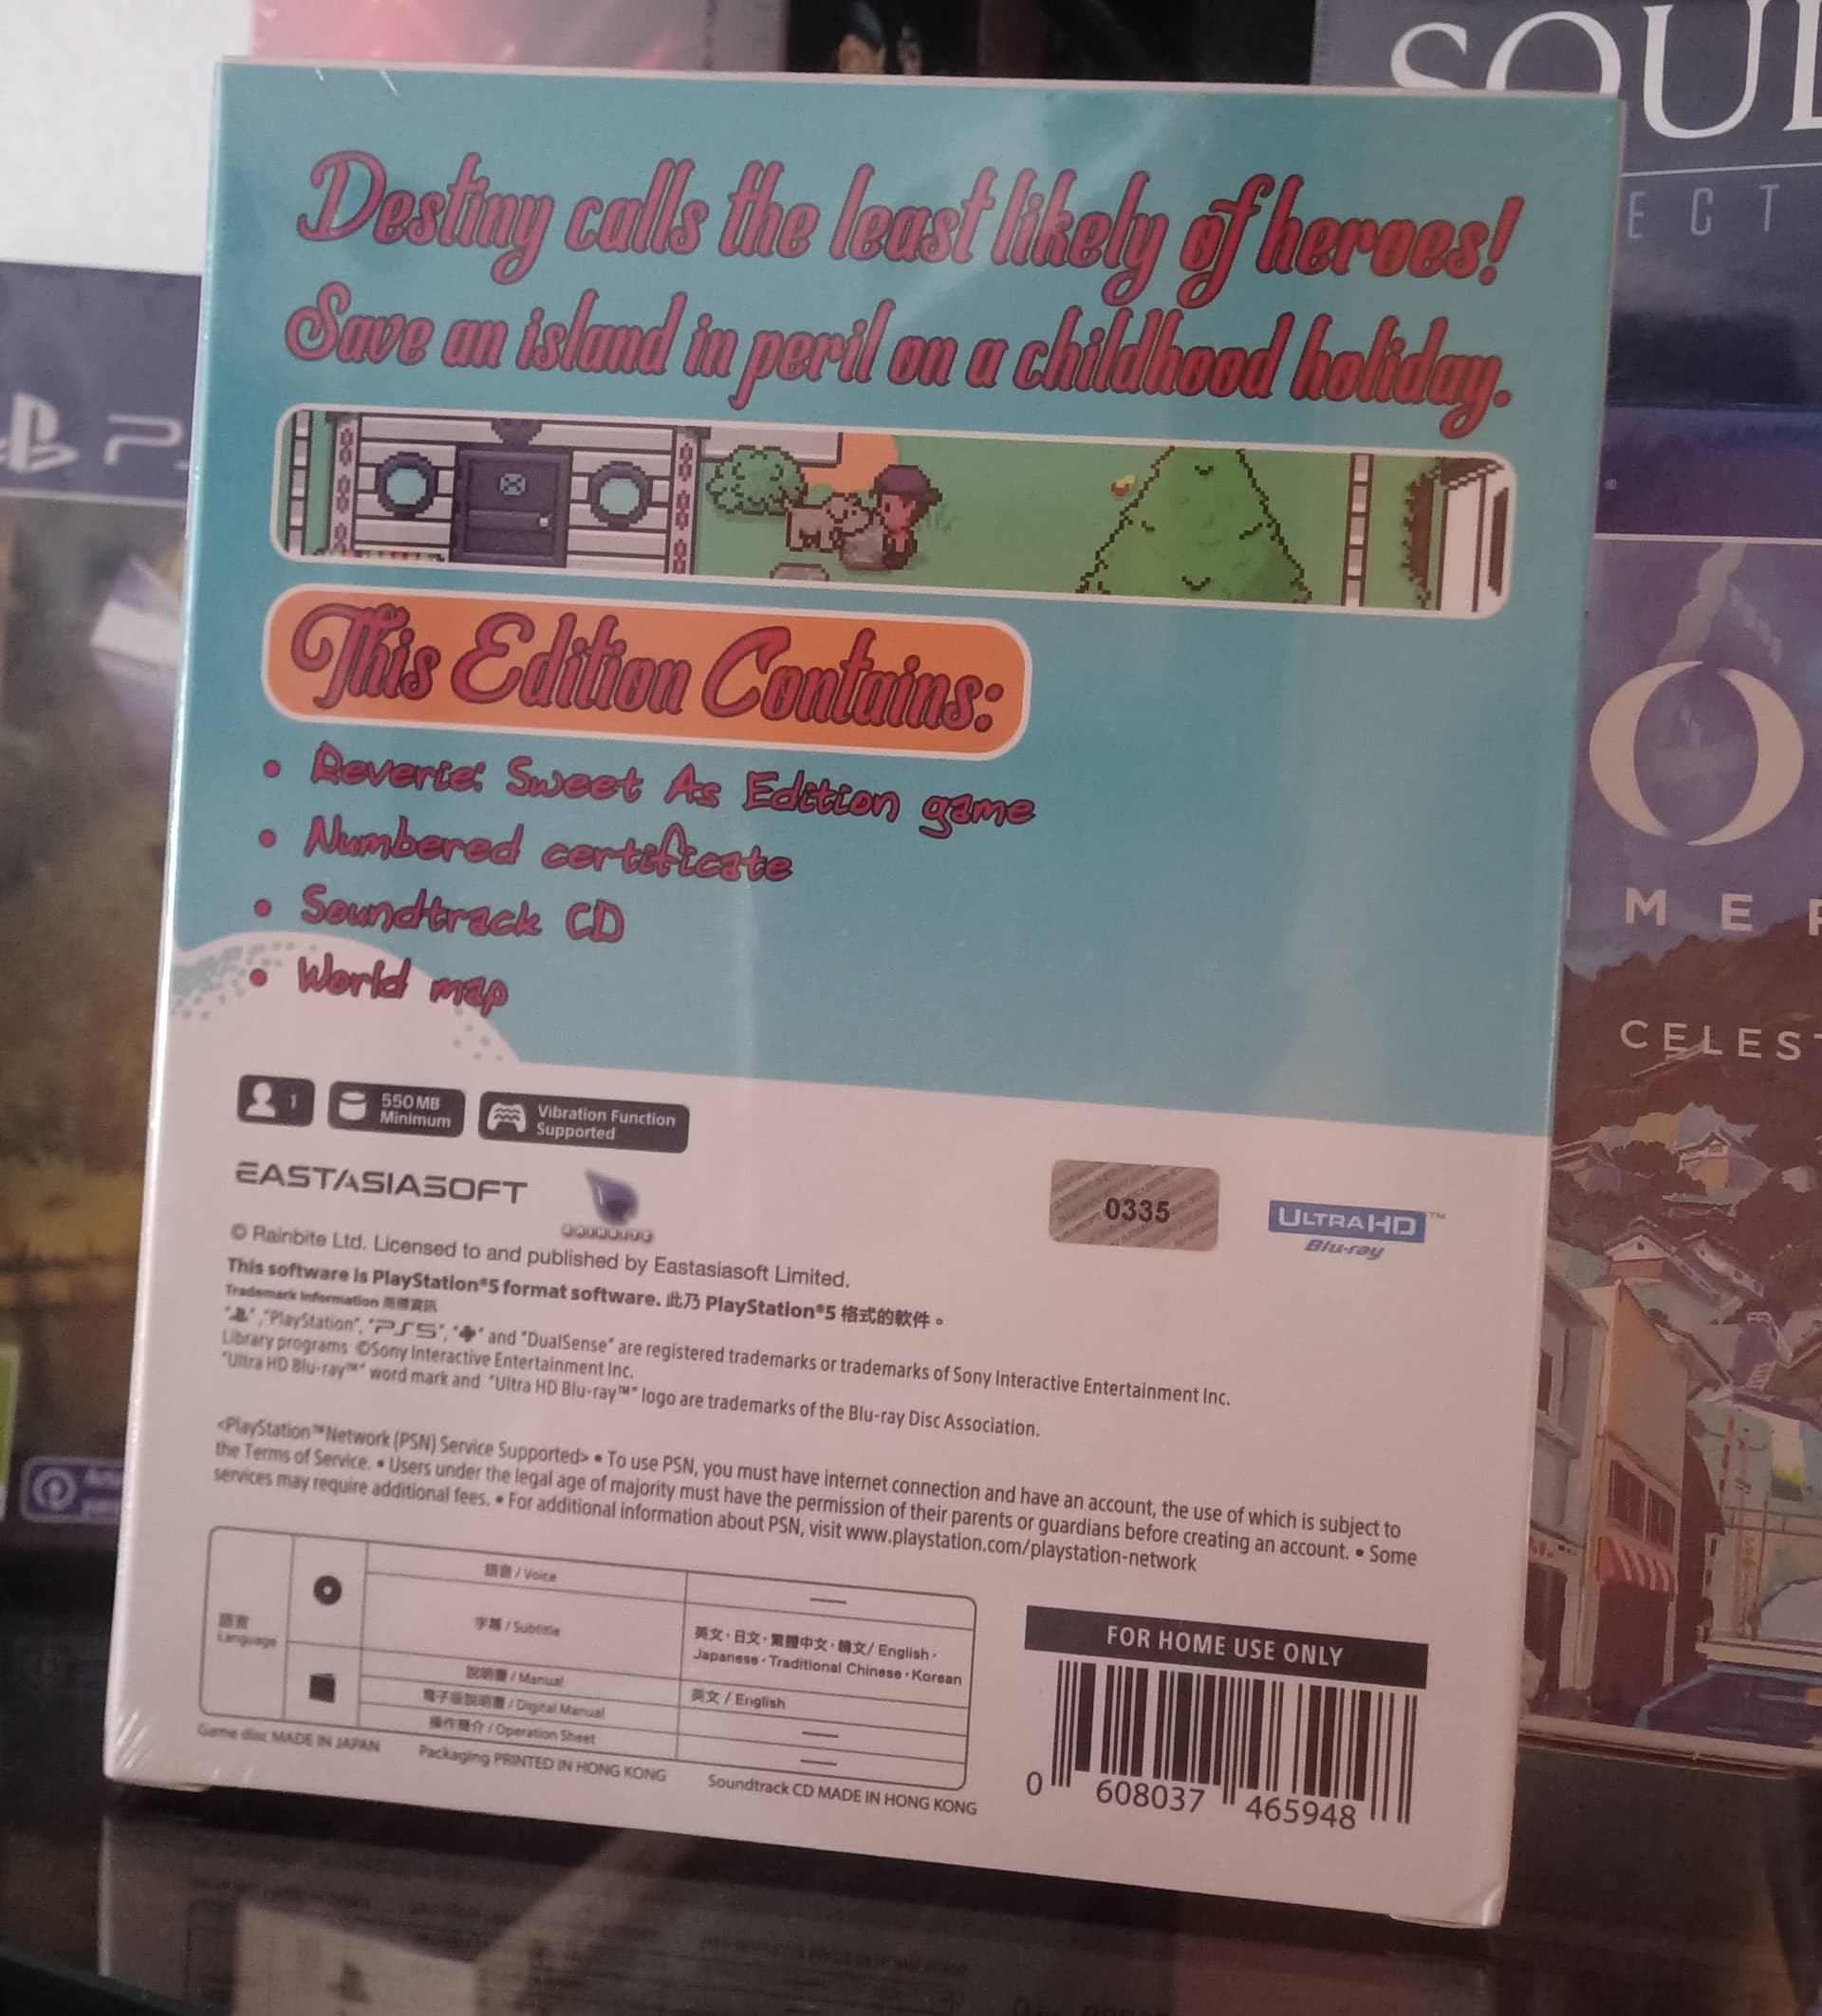 SOUL
ECT
Destiny calls the least likely of heroes!
Save an island in peril on a childhood holiday.
This Edition Contains:
• Reverie: Sweet As Edition game
• Numbered certificate
• Soundtrack CD
• World map
1
550MB
Minimum
Vibration Function
Supported
EASTASIASOFT
0335
ULTRA HD™
Blu-ray
© Rainbite Ltd. Licensed to and published by Eastasiasoft Limited.
This software is PlayStation®5 format software. 此乃 PlayStation®5 格式的軟件。
Trademark Information 商標資訊
"PlayStation", "PS5", and "DualSense" are registered trademarks or trademarks of Sony Interactive Entertainment Inc.
Library programs ©Sony Interactive Entertainment Inc.
"Ultra HD Blu-ray™" word mark and "Ultra HD Blu-ray™" logo are trademarks of the Blu-ray Disc Association.
<PlayStation™Network (PSN) Service Supported> • To use PSN, you must have internet connection and have an account, the use of which is subject to
the Terms of Service. • Users under the legal age of majority must have the permission of their parents or guardians before creating an account. • Some
services may require additional fees. • For additional information about PSN, visit www.playstation.com/playstation-network
語言
Language
語音 / Voice
字幕 / Subtitle
英文・日文・繁體中文・韓文/ English・
Japanese・Traditional Chinese・Korean
說明書 / Manual
英文 / English
電子版說明書 / Digital Manual
操作簡介 / Operation Sheet
Game disc MADE IN JAPAN
Packaging PRINTED IN HONG KONG
Soundtrack CD MADE IN HONG KONG
FOR HOME USE ONLY
0 608037 465948
O
MER
CELEST